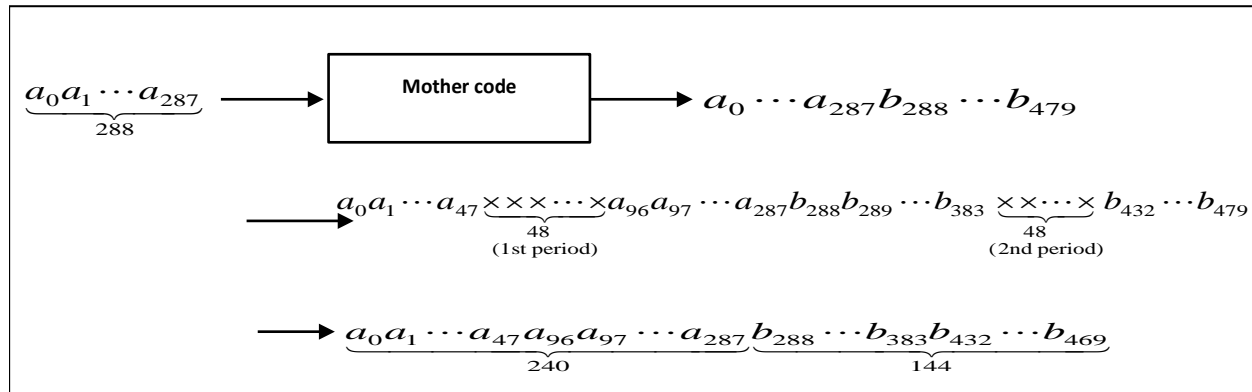 Mother code
a₀a₁⋯a₂₈₇
288
a₀⋯a₂₈₇b₂₈₈⋯b₄₇₉
a₀a₁⋯a₄₇×××⋯×a₉₆a₉₇⋯a₂₈₇b₂₈₈b₂₈₉⋯b₃₈₃ ××⋯× b₄₃₂⋯b₄₇₉
48 48
(1st period) (2nd period)
a₀a₁⋯a₄₇a₉₆a₉₇⋯a₂₈₇b₂₈₈⋯b₃₈₃b₄₃₂⋯b₄₆₉
240 144